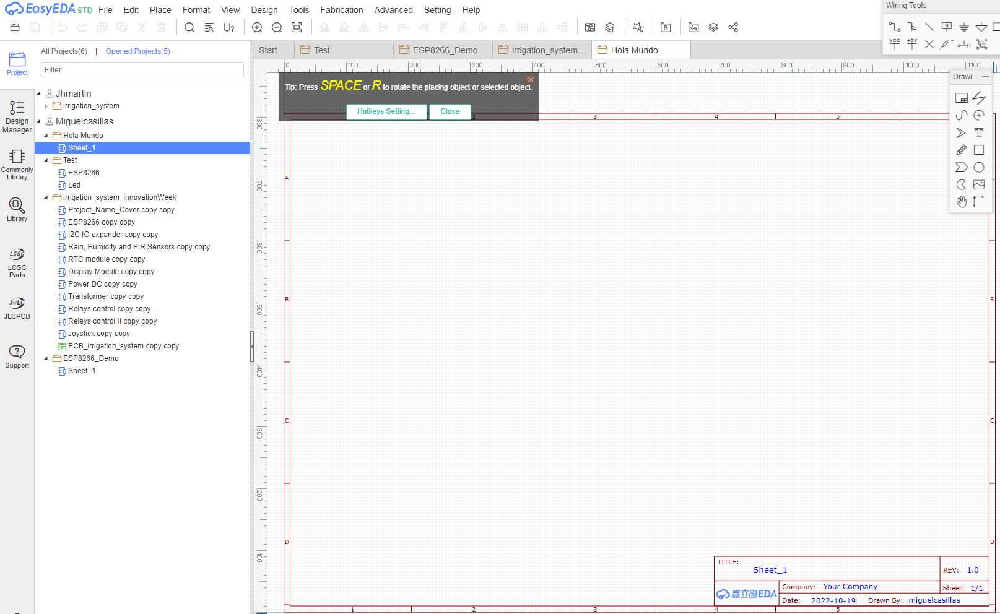 EasyEDA STD File Edit Place Format View Design Tools Fabrication Advanced Setting Help
Wiring Tools
U?
B
N
VCC +5V
Project
Design
Manager
Commonly
Library
Library
LCSC
LCSC
Parts
J@LC
JLCPCB
Support
All Projects(6) | Opened Projects(5)
Filter
Jhmartin
irrigation_system
Miguelcasillas
Hola Mundo
Sheet_1
Test
ESP8266
Led
irrigation_system_innovationWeek
Project_Name_Cover copy copy
ESP8266 copy copy
I2C IO expander copy copy
Rain, Humidity and PIR Sensors copy copy
RTC module copy copy
Display Module copy copy
Power DC copy copy
Transformer copy copy
Relays control copy copy
Relays control II copy copy
Joystick copy copy
PCB_irrigation_system copy copy
ESP8266_Demo
Sheet_1
Start Test ESP8266_Demo irrigation_system... Hola Mundo
0 100 200 300 400 500 600 700 800 900 1000 1100
Tip: Press SPACE or R to rotate the placing object or selected object.
Hotkeys Setting... Close
Drawi...
T
2 3 4 5
800
700
600
500
400
300
200
100
A
B B
C C
D D
TITLE:
Sheet_1
REV: 1.0
嘉立创EDA
Company: Your Company
Sheet: 1/1
Date: 2022-10-19 Drawn By: miguelcasillas
1 2 3 4 5